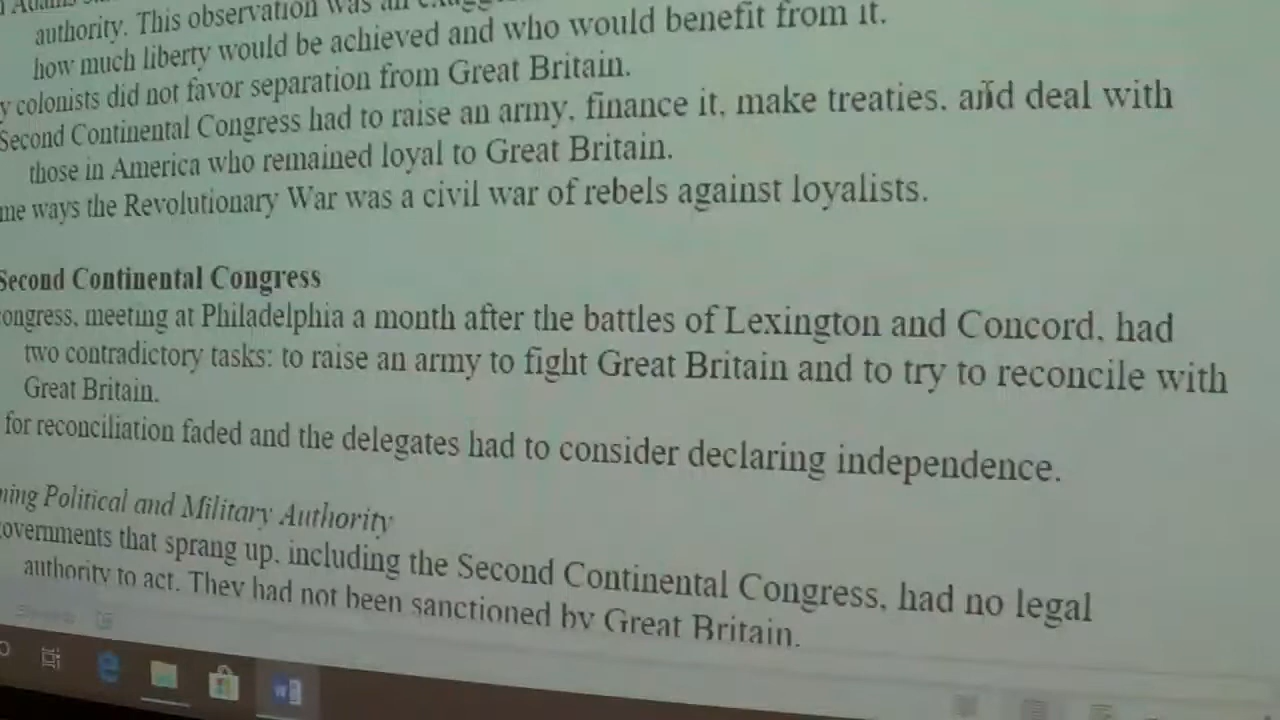 authority. This observation was an
how much liberty would be achieved and who would benefit from it.
y colonists did not favor separation from Great Britain.
Second Continental Congress had to raise an army, finance it, make treaties, and deal with
those in America who remained loyal to Great Britain.
me ways the Revolutionary War was a civil war of rebels against loyalists.
Second Continental Congress
ongress, meeting at Philadelphia a month after the battles of Lexington and Concord, had
two contradictory tasks: to raise an army to fight Great Britain and to try to reconcile with
Great Britain.
for reconciliation faded and the delegates had to consider declaring independence.
ming Political and Military Authority
overnments that sprang up, including the Second Continental Congress, had no legal
authority to act. They had not been sanctioned by Great Britain.